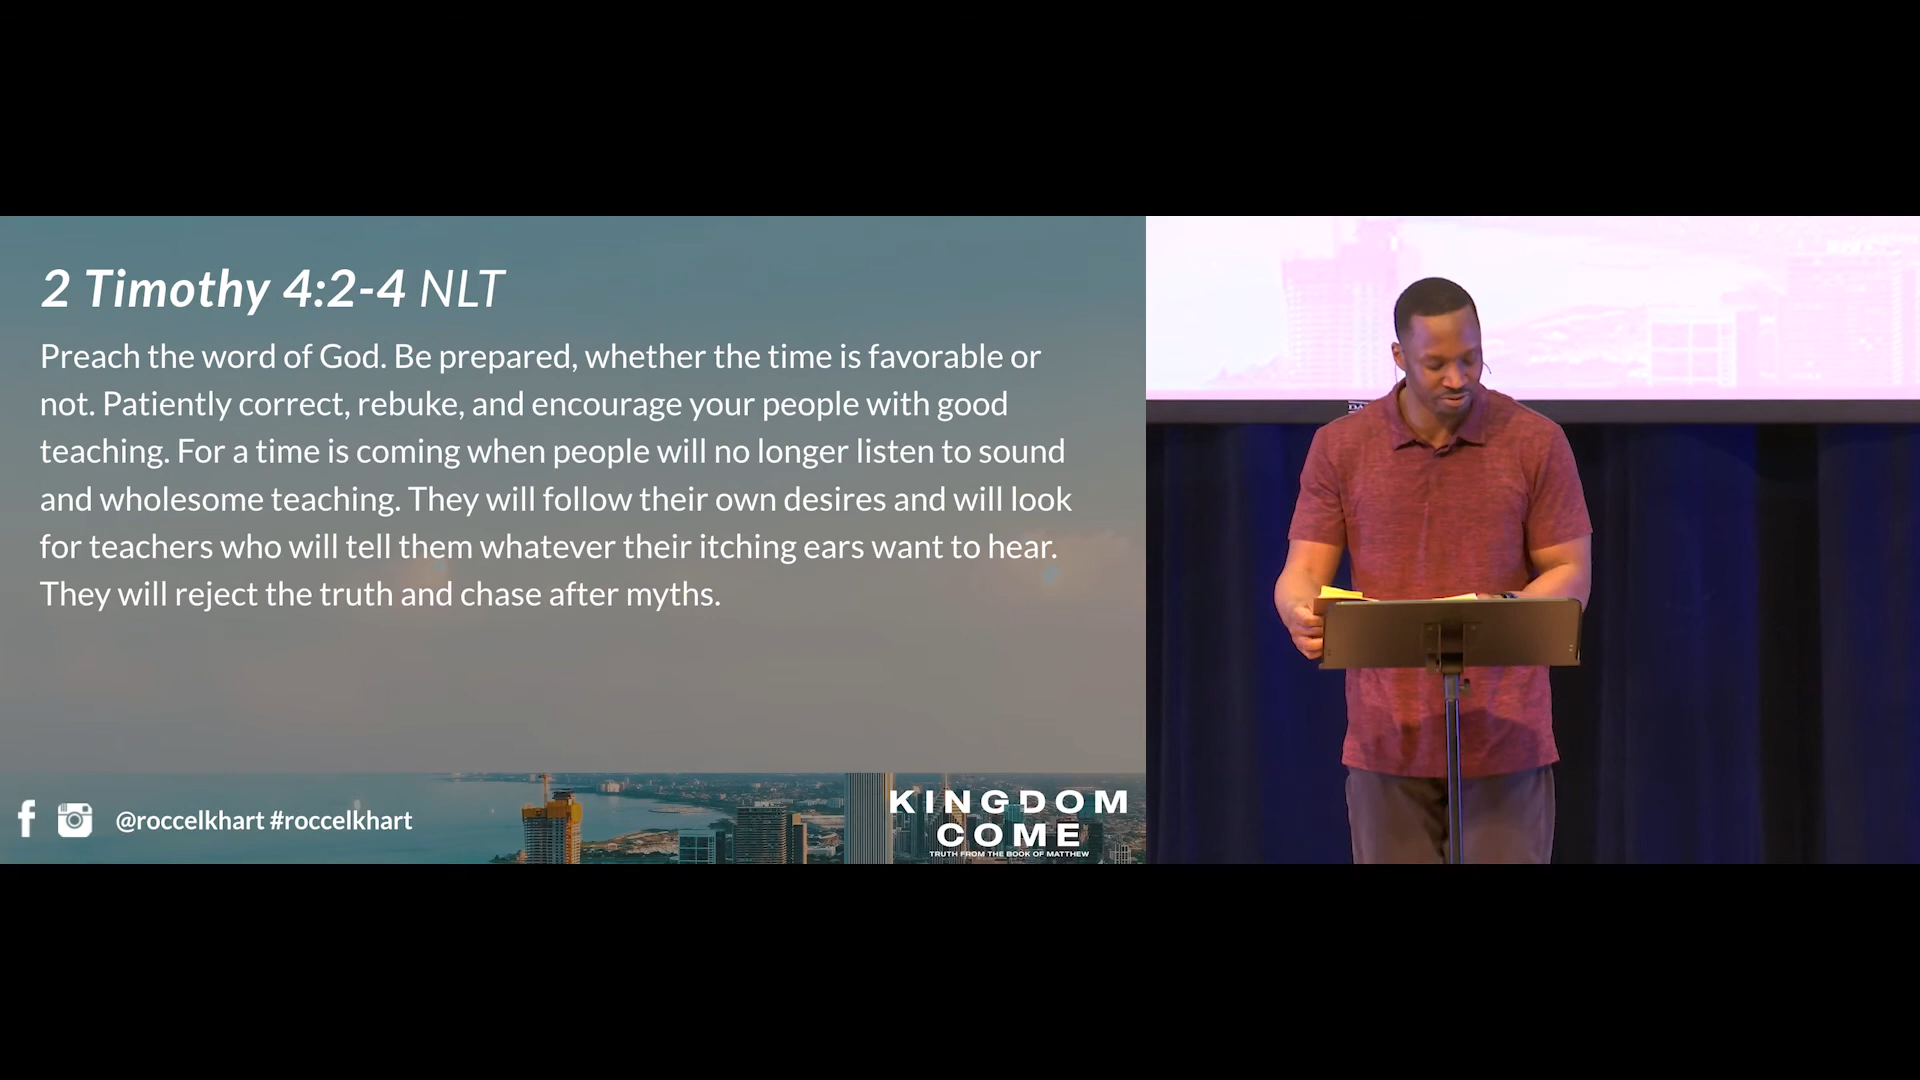 2 Timothy 4:2-4 NLT
Preach the word of God. Be prepared, whether the time is favorable or
not. Patiently correct, rebuke, and encourage your people with good
teaching. For a time is coming when people will no longer listen to sound
and wholesome teaching. They will follow their own desires and will look
for teachers who will tell them whatever their itching ears want to hear.
They will reject the truth and chase after myths.
@roccelkhart #roccelkhart
KINGDOM
COME
TRUTH FROM THE BOOK OF MATTHEW